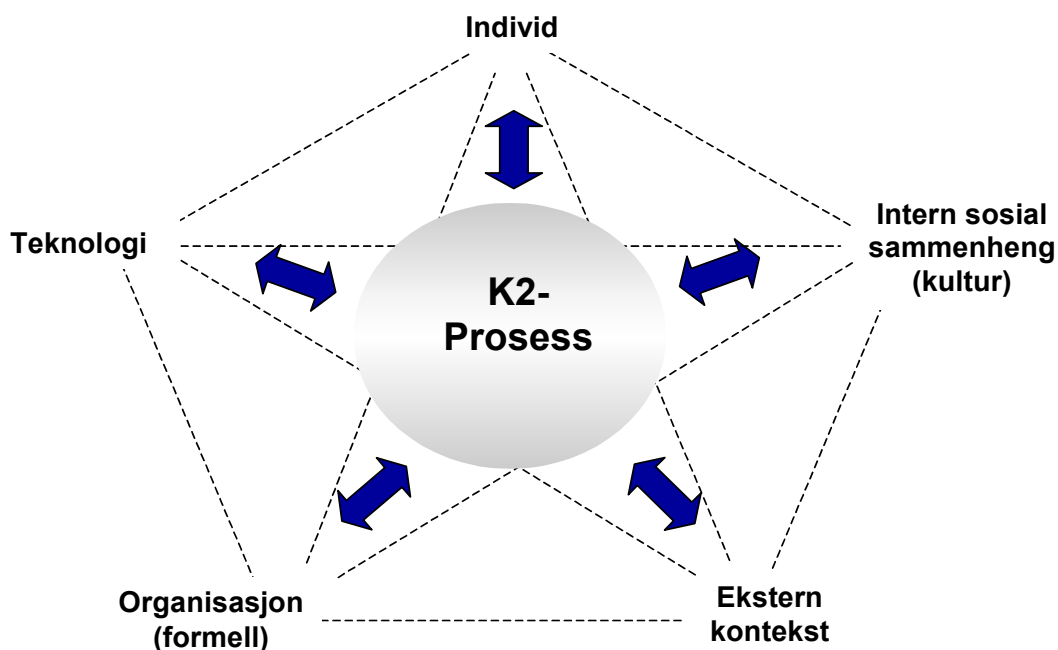 Individ
Teknologi
Intern sosial
sammenheng
(kultur)
K2-
Prosess
Organisasjon
(formell)
Ekstern
kontekst